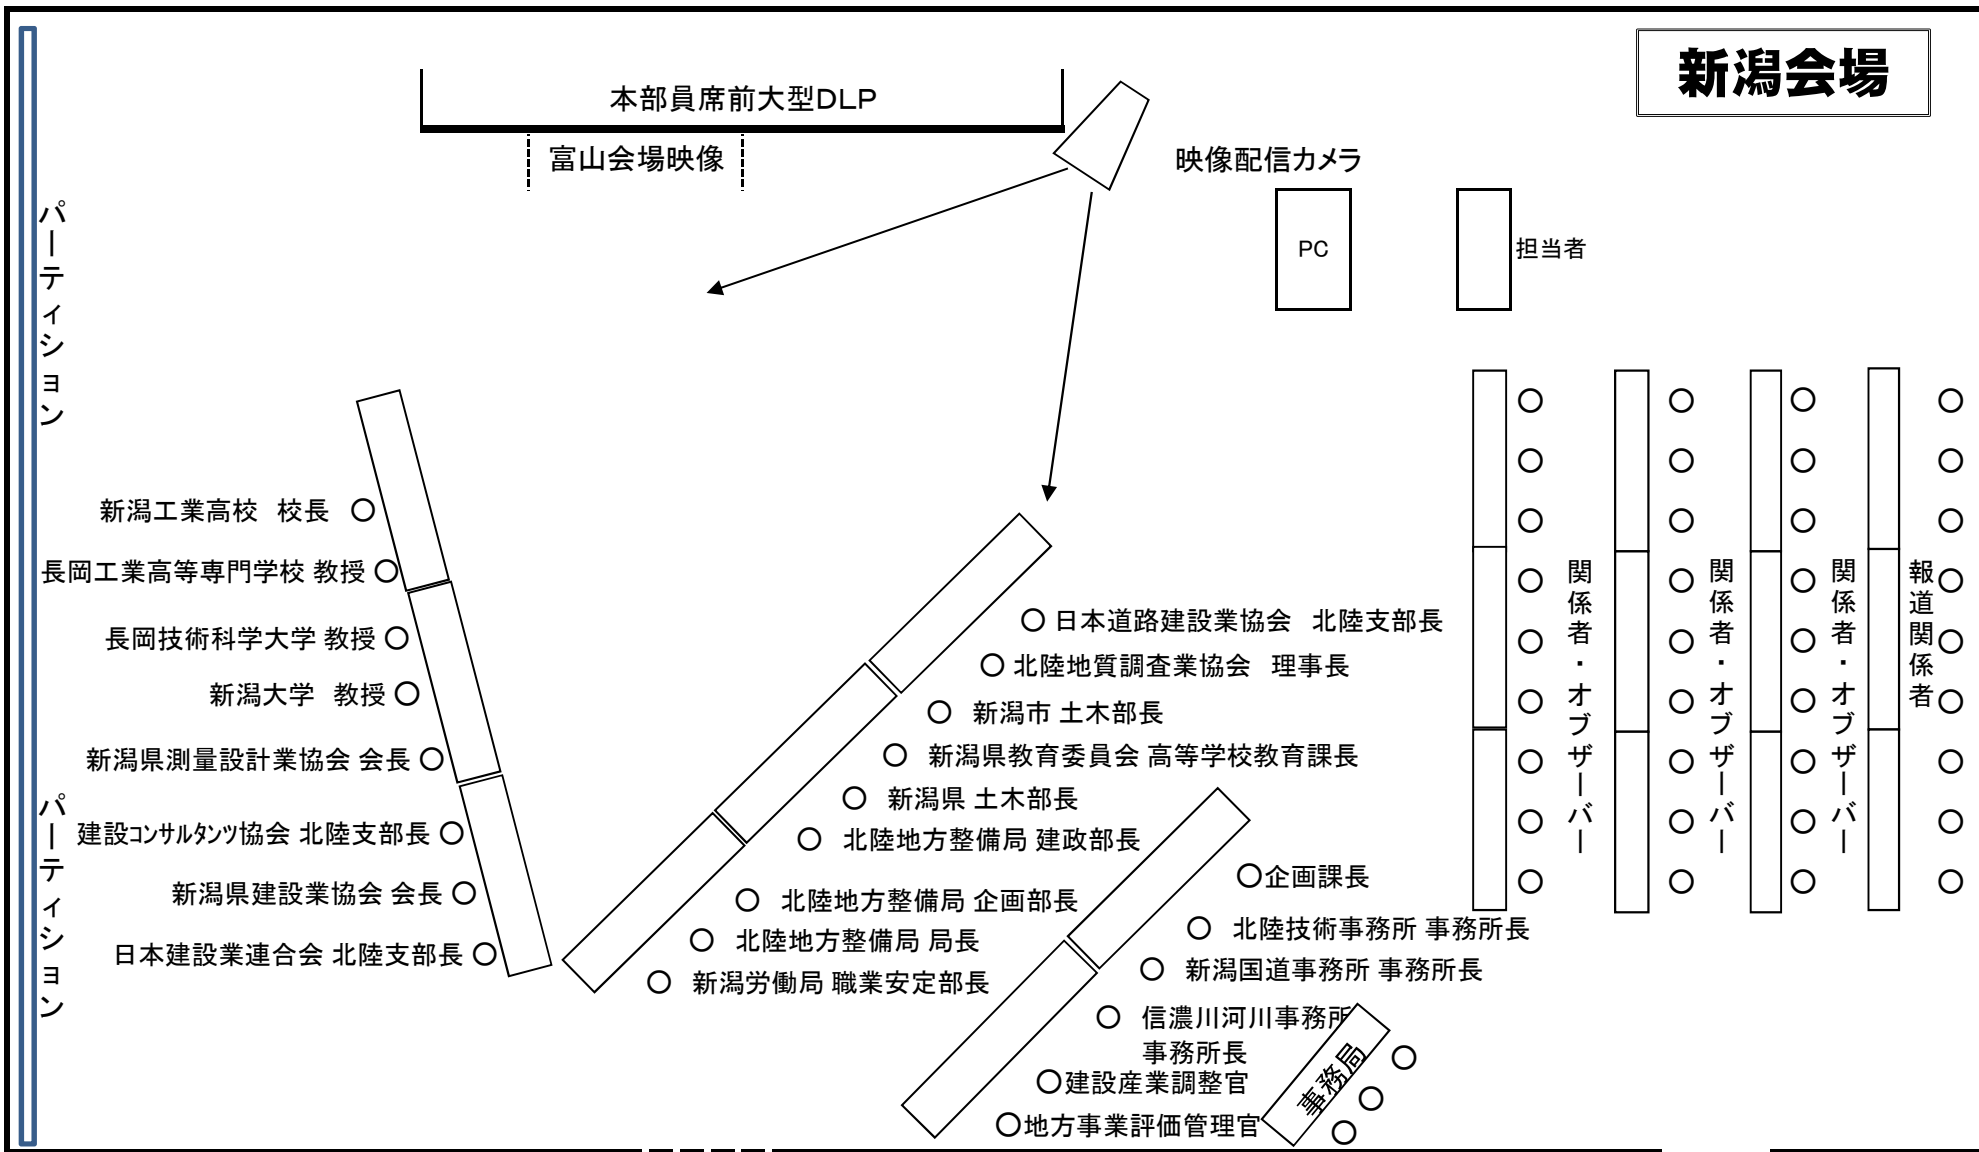 新潟会場
本部員席前大型DLP
富山会場映像
映像配信カメラ
PC
担当者
パーティション
パーティション
新潟工業高校　校長
長岡工業高等専門学校 教授
長岡技術科学大学 教授
新潟大学　教授
新潟県測量設計業協会 会長
建設ｺﾝｻﾙﾀﾝﾂ協会 北陸支部長
新潟県建設業協会 会長
日本建設業連合会 北陸支部長
日本道路建設業協会　北陸支部長
北陸地質調査業協会　理事長
新潟市 土木部長
新潟県教育委員会 高等学校教育課長
新潟県 土木部長
北陸地方整備局 建政部長
北陸地方整備局 企画部長
北陸地方整備局 局長
新潟労働局 職業安定部長
企画課長
北陸技術事務所 事務所長
新潟国道事務所 事務所長
信濃川河川事務所
事務所長
建設産業調整官
地方事業評価管理官
事務局
関係者・オブザーバー
関係者・オブザーバー
関係者・オブザーバー
報道関係者